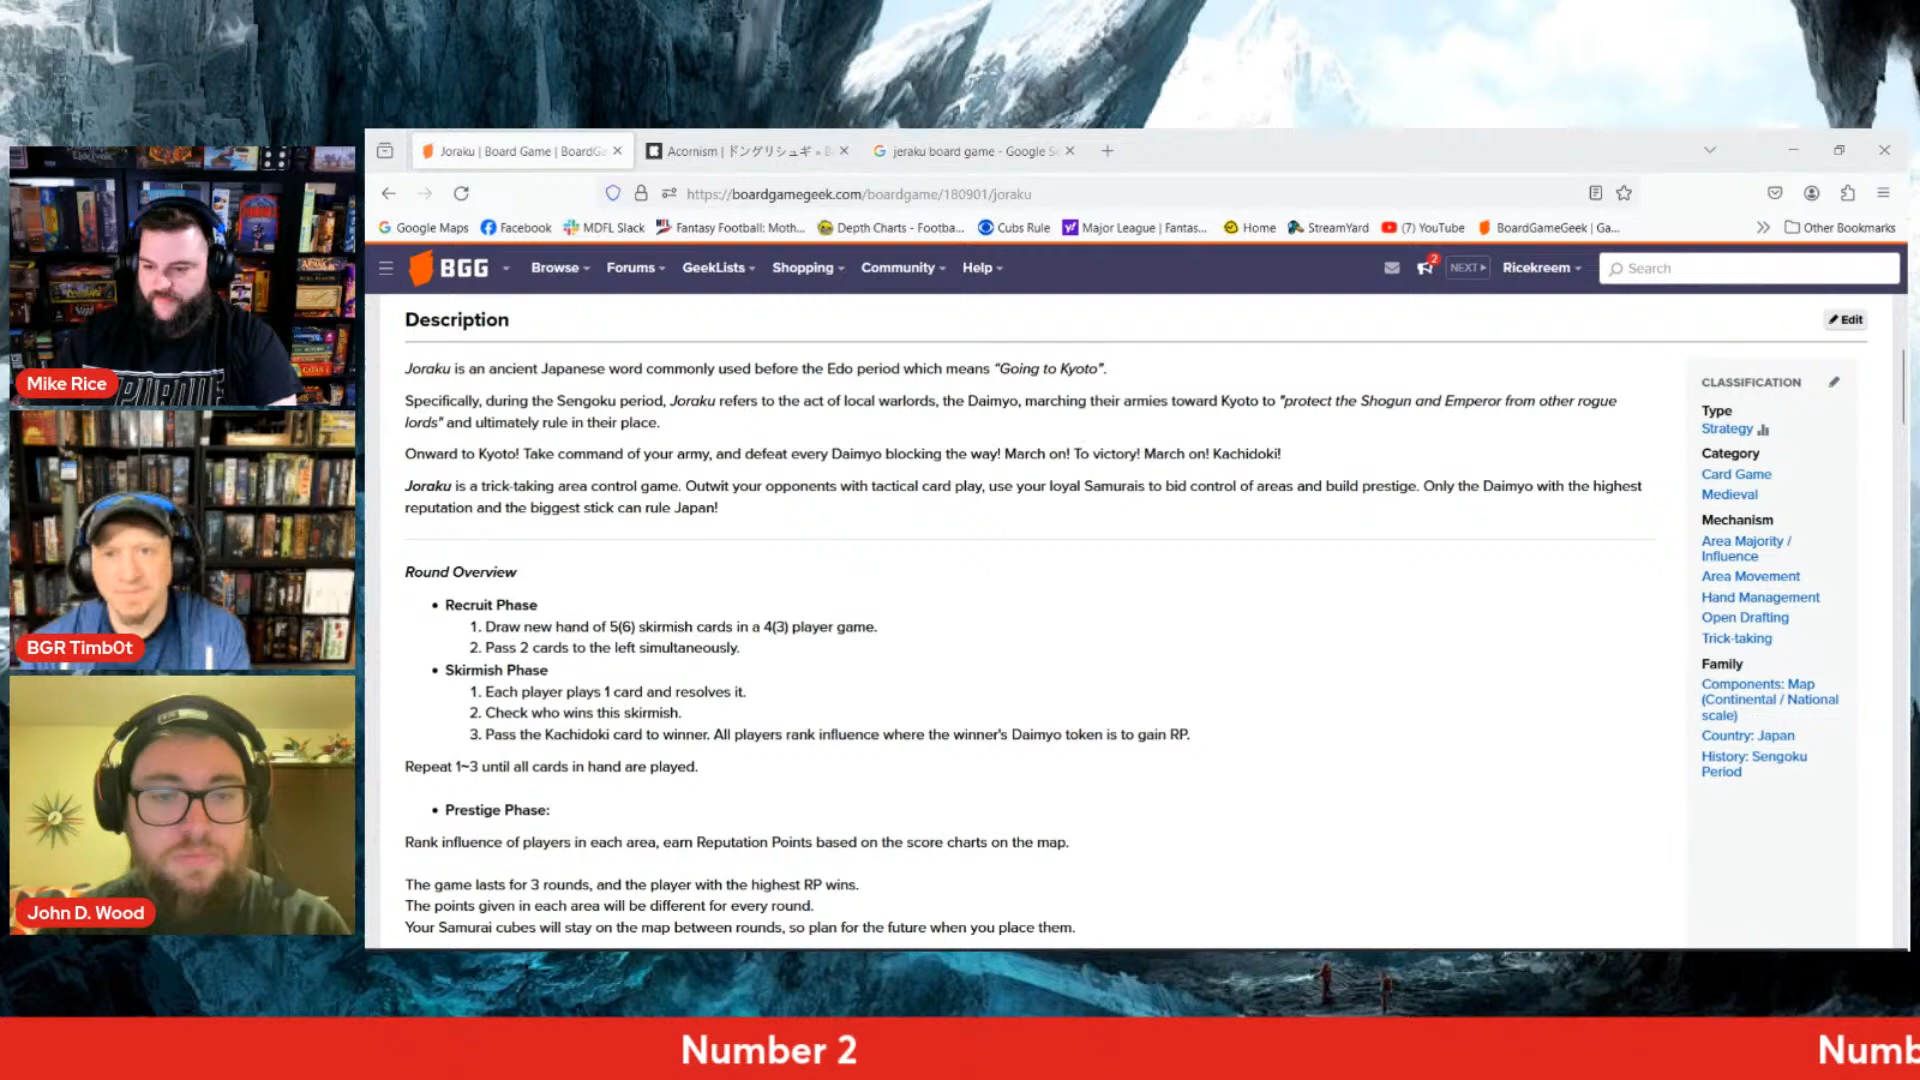 Joraku | Board Game | BoardGa
Acornism | ドングリシュギ » B
jeraku board game - Google Se
https://boardgamegeek.com/boardgame/180901/joraku
Google Maps
Facebook
MDFL Slack
Fantasy Football: Moth...
Depth Charts - Footba...
Cubs Rule
Major League | Fantas...
Home
StreamYard
(7) YouTube
BoardGameGeek | Ga...
Other Bookmarks
BGG
Browse
Forums
GeekLists
Shopping
Community
Help
2
NEXT
Ricekreem
Search
Description
Edit
Joraku is an ancient Japanese word commonly used before the Edo period which means "Going to Kyoto".
Specifically, during the Sengoku period, Joraku refers to the act of local warlords, the Daimyo, marching their armies toward Kyoto to "protect the Shogun and Emperor from other rogue
lords" and ultimately rule in their place.
Onward to Kyoto! Take command of your army, and defeat every Daimyo blocking the way! March on! To victory! March on! Kachidoki!
Joraku is a trick-taking area control game. Outwit your opponents with tactical card play, use your loyal Samurais to bid control of areas and build prestige. Only the Daimyo with the highest
reputation and the biggest stick can rule Japan!
Round Overview
• Recruit Phase
1. Draw new hand of 5(6) skirmish cards in a 4(3) player game.
2. Pass 2 cards to the left simultaneously.
• Skirmish Phase
1. Each player plays 1 card and resolves it.
2. Check who wins this skirmish.
3. Pass the Kachidoki card to winner. All players rank influence where the winner's Daimyo token is to gain RP.
Repeat 1~3 until all cards in hand are played.
• Prestige Phase:
Rank influence of players in each area, earn Reputation Points based on the score charts on the map.
The game lasts for 3 rounds, and the player with the highest RP wins.
The points given in each area will be different for every round.
Your Samurai cubes will stay on the map between rounds, so plan for the future when you place them.
CLASSIFICATION
Type
Strategy
Category
Card Game
Medieval
Mechanism
Area Majority /
Influence
Area Movement
Hand Management
Open Drafting
Trick-taking
Family
Components: Map
(Continental / National
scale)
Country: Japan
History: Sengoku
Period
Mike Rice
BGR Timb0t
John D. Wood
Number 2
Numb